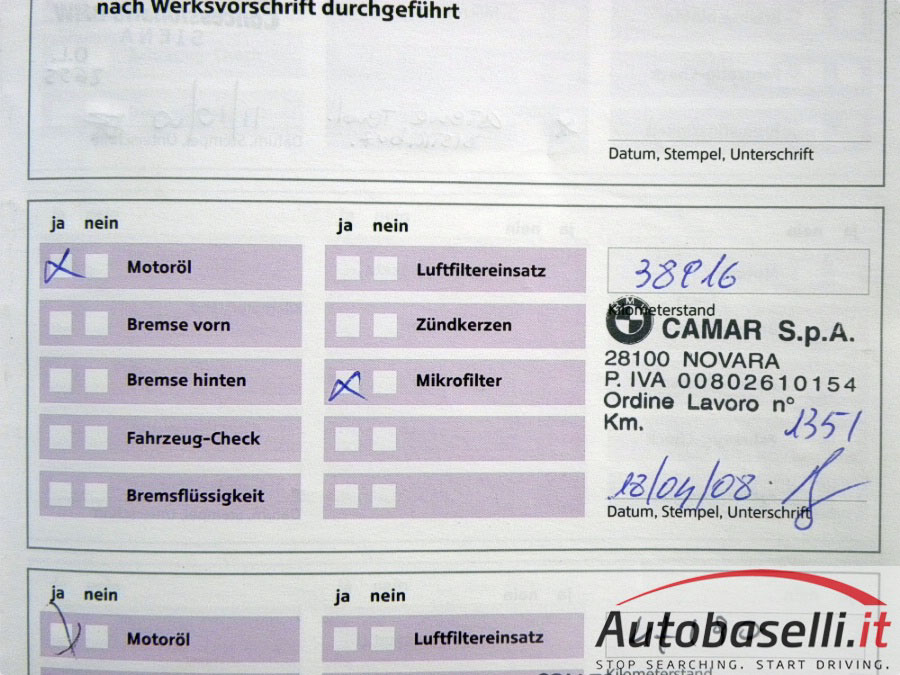 nach Werksvorschrift durchgeführt
Datum, Stempel, Unterschrift
ja nein
Motoröl
Bremse vorn
Bremse hinten
Fahrzeug-Check
Bremsflüssigkeit
ja nein
Luftfiltereinsatz
Zündkerzen
Mikrofilter
38816
Kilometerstand
BMW
CAMAR S.p.A.
28100 NOVARA
P. IVA 00802610154
Ordine Lavoro n° 1351
Km.
18/04/08
Datum, Stempel, Unterschrift
ja nein
Motoröl
ja nein
Luftfiltereinsatz
Kilometerstand
Autobaselli.it
STOP SEARCHING. START DRIVING.